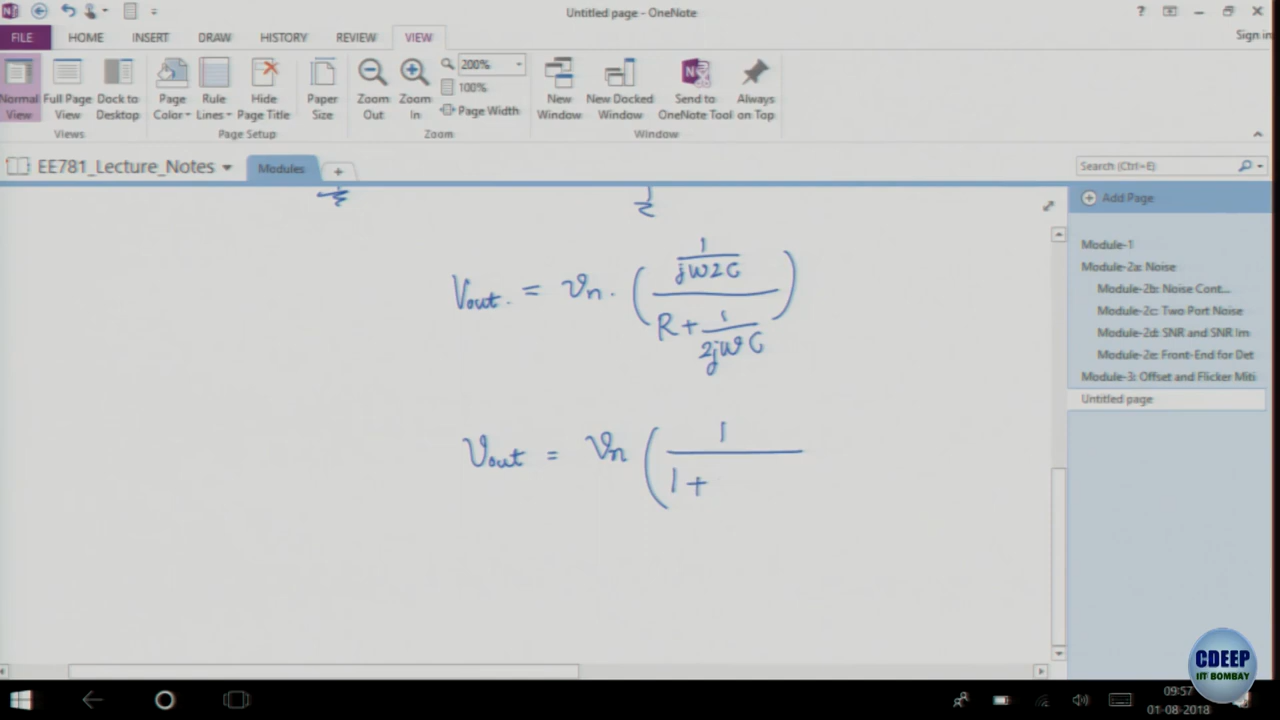 Untitled page - OneNote
Sign in
FILE HOME INSERT DRAW HISTORY REVIEW VIEW
Normal View
Full Page View
Dock to Desktop
Views
Page Color
Rule Lines
Hide Page Title
Page Setup
Paper Size
Zoom Out
Zoom In
200%
100%
Page Width
Zoom
New Window
New Docked Window
Send to OneNote Tool
Always on Top
Window
EE781_Lecture_Notes
Modules
Search (Ctrl+E)
Add Page
Module-1
Module-2a: Noise
Module-2b: Noise Cont...
Module-2c: Two Port Noise
Module-2d: SNR and SNR Im
Module-2e: Front-End for Det
Module-3: Offset and Flicker Miti
Untitled page
Vout. = vn. ( (1/(jω2C)) / (R + 1/(2jωC)) )
Vout = vn ( 1 / 1 +
CDEEP
IIT BOMBAY
09:57
01-08-2018